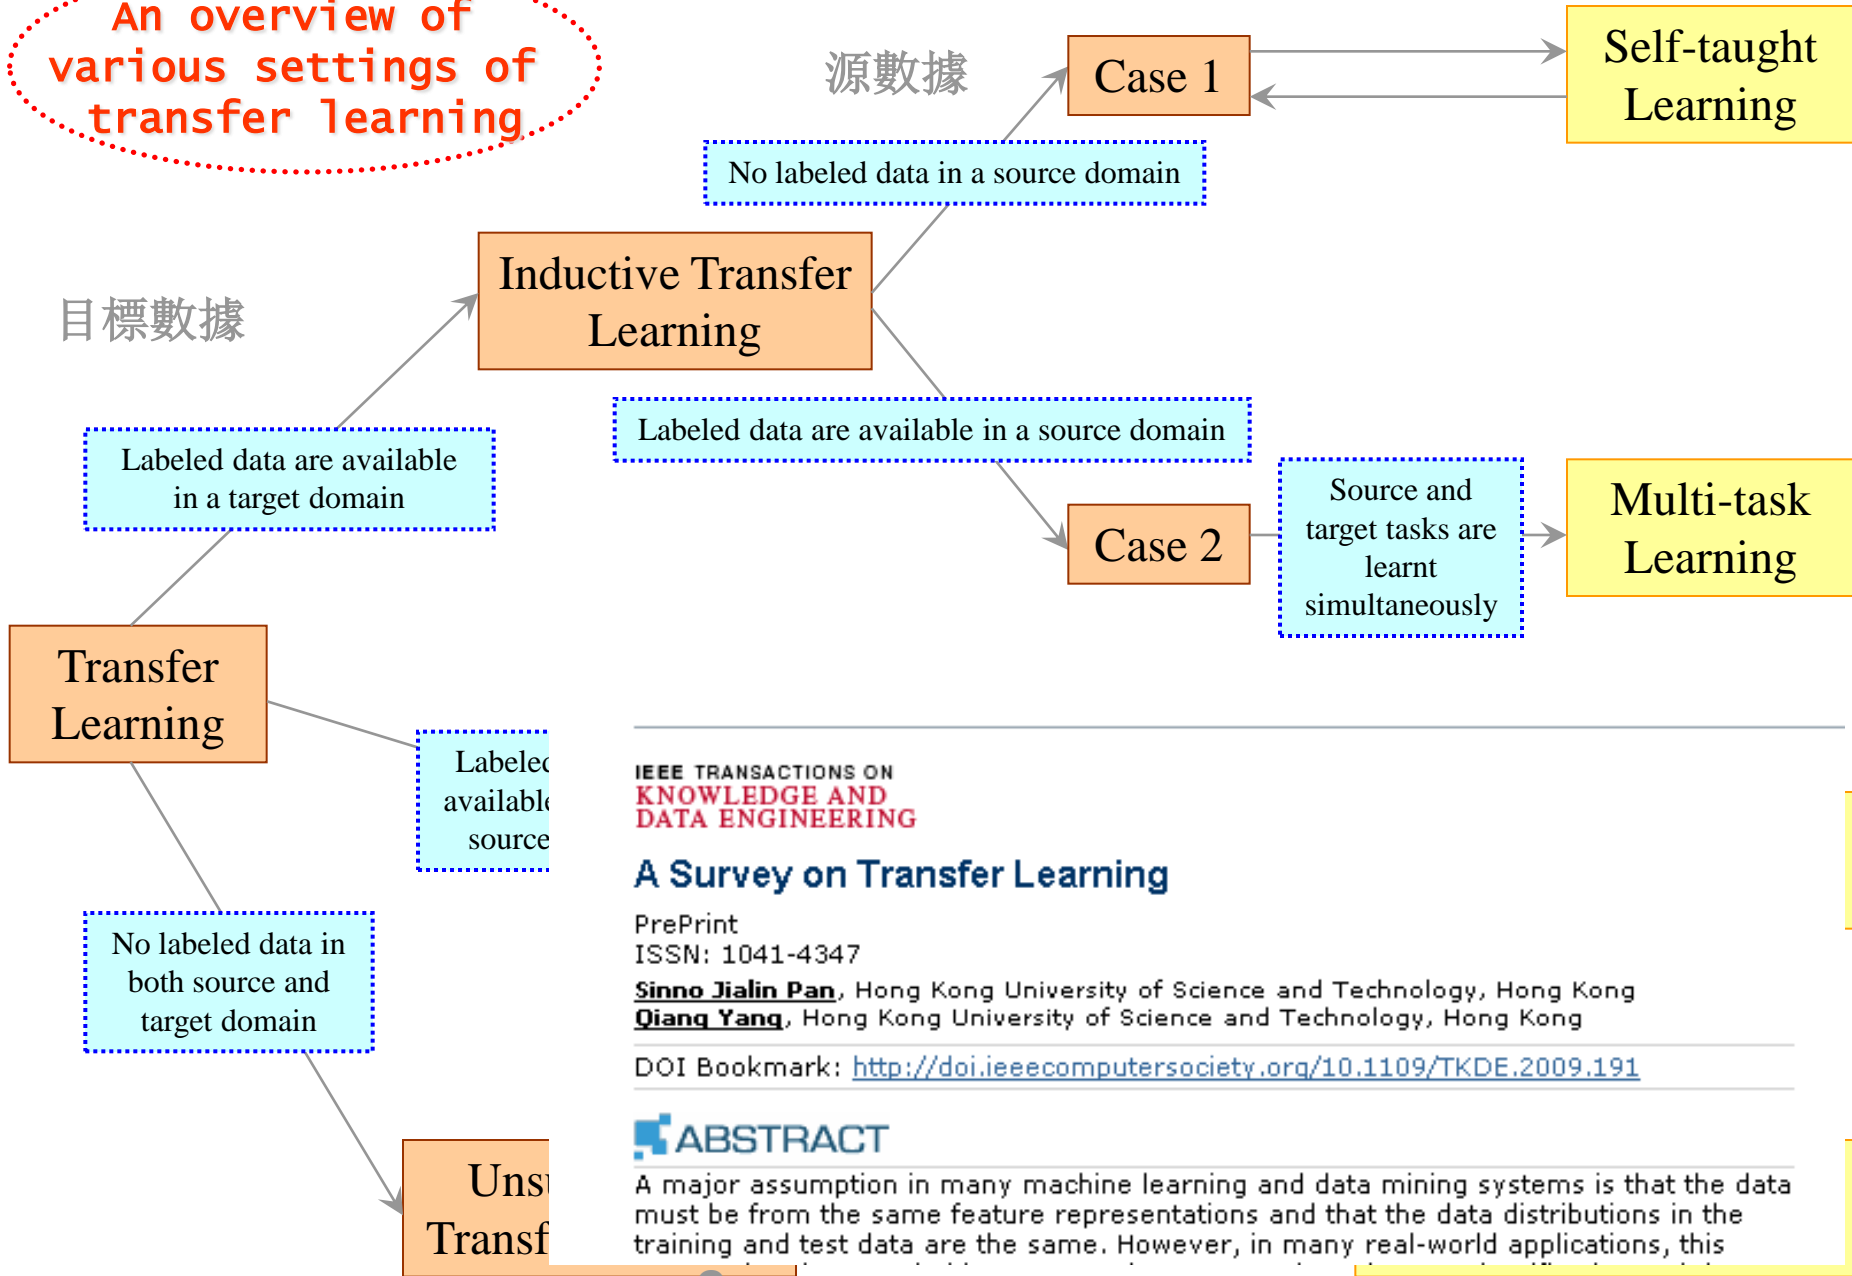 An overview of
various settings of
transfer learning
源數據
Case 1
Self-taught
Learning
No labeled data in a source domain
Inductive Transfer
Learning
目標數據
Labeled data are available in a source domain
Labeled data are available
in a target domain
Case 2
Source and
target tasks are
learnt
simultaneously
Multi-task
Learning
Transfer
Learning
source
No labeled data in
both source and
target domain
IEEE TRANSACTIONS ON
KNOWLEDGE AND
DATA ENGINEERING
A Survey on Transfer Learning
PrePrint
ISSN: 1041-4347
Sinno Jialin Pan, Hong Kong University of Science and Technology, Hong Kong
Qiang Yang, Hong Kong University of Science and Technology, Hong Kong
DOI Bookmark: http://doi.ieeecomputersociety.org/10.1109/TKDE.2009.191
ABSTRACT
A major assumption in many machine learning and data mining systems is that the data
must be from the same feature representations and that the data distributions in the
training and test data are the same. However, in many real-world applications, this